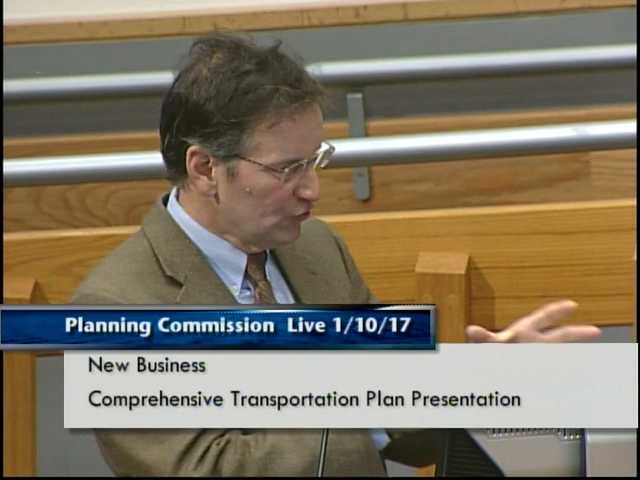 Planning Commission Live 1/10/17
New Business
Comprehensive Transportation Plan Presentation